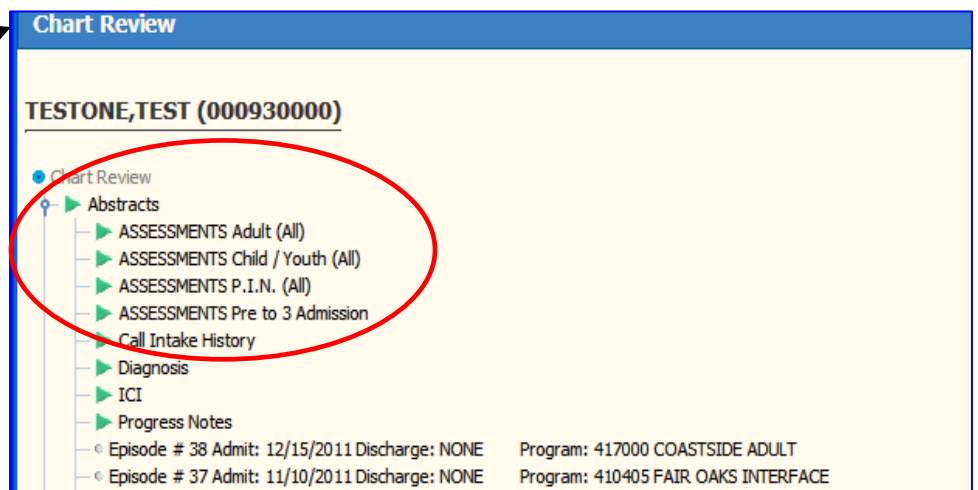 Chart Review
TESTONE,TEST (000930000)
Chart Review
Abstracts
ASSESSMENTS Adult (All)
ASSESSMENTS Child / Youth (All)
ASSESSMENTS P.I.N. (All)
ASSESSMENTS Pre to 3 Admission
Call Intake History
Diagnosis
ICI
Progress Notes
Episode # 38 Admit: 12/15/2011 Discharge: NONE Program: 417000 COASTSIDE ADULT
Episode # 37 Admit: 11/10/2011 Discharge: NONE Program: 410405 FAIR OAKS INTERFACE